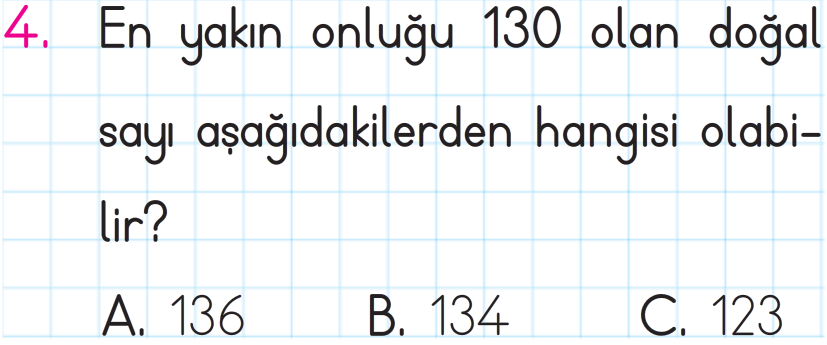 4. En yakın onluğu 130 olan doğal
sayı aşağıdakilerden hangisi olabi-
lir?
A. 136 B. 134 C. 123